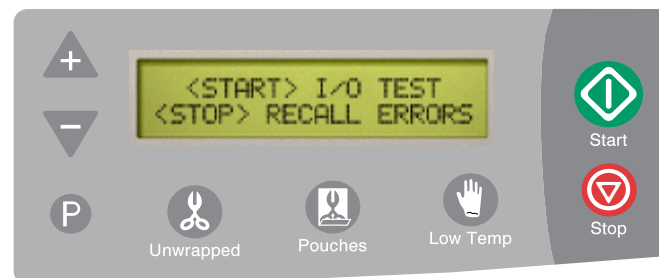 +
<START> I/O TEST
<STOP> RECALL ERRORS
−
Start
P
Unwrapped
Pouches
Low Temp
Stop